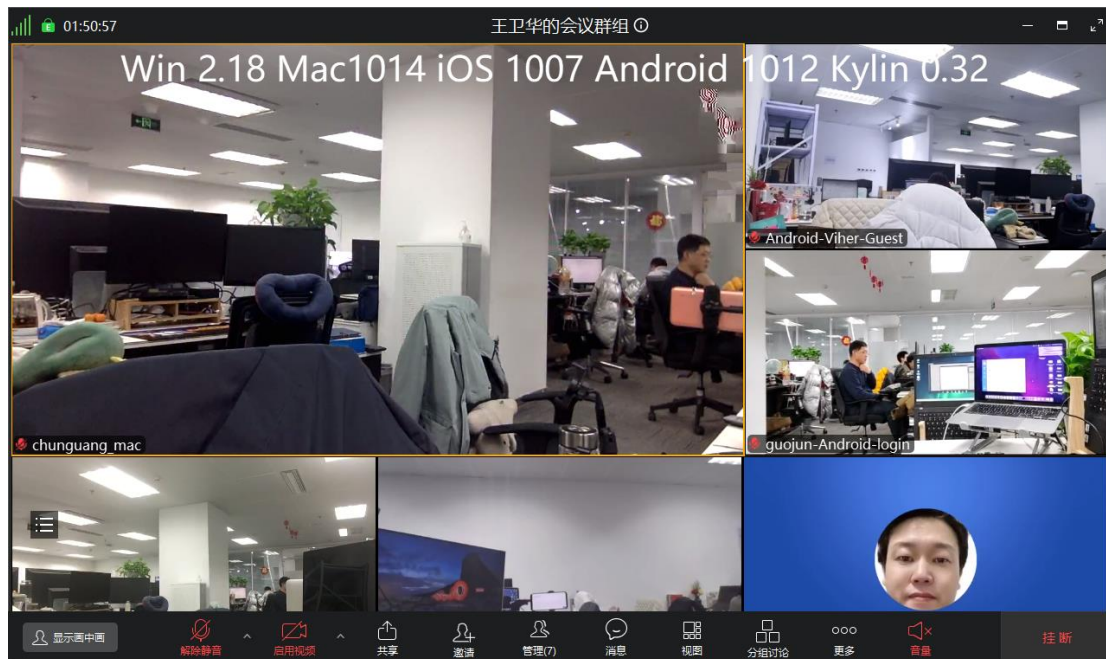 01:50:57
王卫华的会议群组
Win 2.18 Mac1014 iOS 1007 Android 1012 Kylin 0.32
Android-Viher-Guest
chunguang_mac
guojun-Android-login
显示画中画
解除静音
启用视频
共享
邀请
管理(7)
消息
视图
分组讨论
更多
音量
挂断